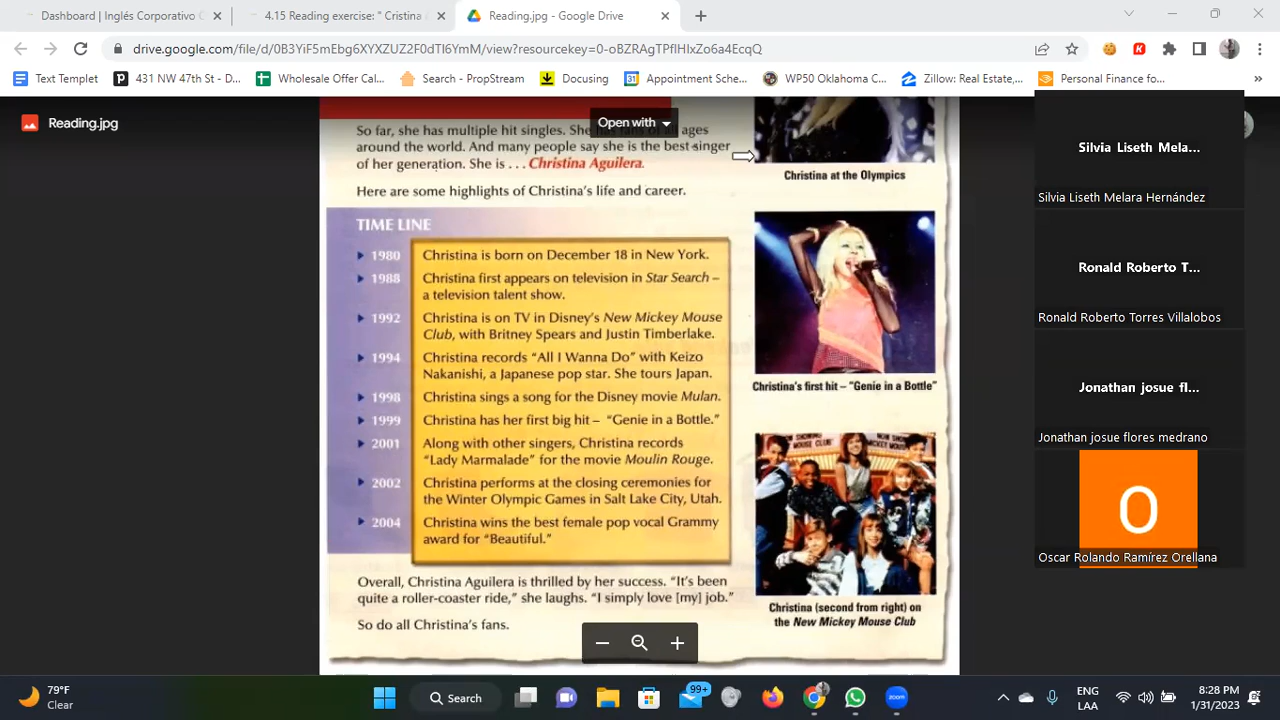 Dashboard | Inglés Corporativo C
4.15 Reading exercise: " Cristina
Reading.jpg - Google Drive
drive.google.com/file/d/0B3YiF5mEbg6XYXZUZ2F0dTI6YmM/view?resourcekey=0-oBZRAgTPflHIxZo6a4EcqQ
Text Templet
431 NW 47th St - D...
Wholesale Offer Cal...
Search - PropStream
Docusing
Appointment Sche...
WP50 Oklahoma C...
Zillow: Real Estate,...
Personal Finance fo...
Reading.jpg
Open with
So far, she has multiple hit singles. She has fans of all ages
around the world. And many people say she is the best singer
of her generation. She is . . . Christina Aguilera.
Here are some highlights of Christina's life and career.
TIME LINE
1980 Christina is born on December 18 in New York.
1988 Christina first appears on television in Star Search –
a television talent show.
1992 Christina is on TV in Disney's New Mickey Mouse
Club, with Britney Spears and Justin Timberlake.
1994 Christina records "All I Wanna Do" with Keizo
Nakanishi, a Japanese pop star. She tours Japan.
1998 Christina sings a song for the Disney movie Mulan.
1999 Christina has her first big hit – "Genie in a Bottle."
2001 Along with other singers, Christina records
"Lady Marmalade" for the movie Moulin Rouge.
2002 Christina performs at the closing ceremonies for
the Winter Olympic Games in Salt Lake City, Utah.
2004 Christina wins the best female pop vocal Grammy
award for "Beautiful."
Overall, Christina Aguilera is thrilled by her success. "It's been
quite a roller-coaster ride," she laughs. "I simply love [my] job."
So do all Christina's fans.
Christina at the Olympics
Christina's first hit – "Genie in a Bottle"
Christina (second from right) on
the New Mickey Mouse Club
Silvia Liseth Mela...
Silvia Liseth Melara Hernández
Ronald Roberto T...
Ronald Roberto Torres Villalobos
Jonathan josue fl...
Jonathan josue flores medrano
O
Oscar Rolando Ramírez Orellana
79°F
Clear
Search
99+
ENG
LAA
8:28 PM
1/31/2023